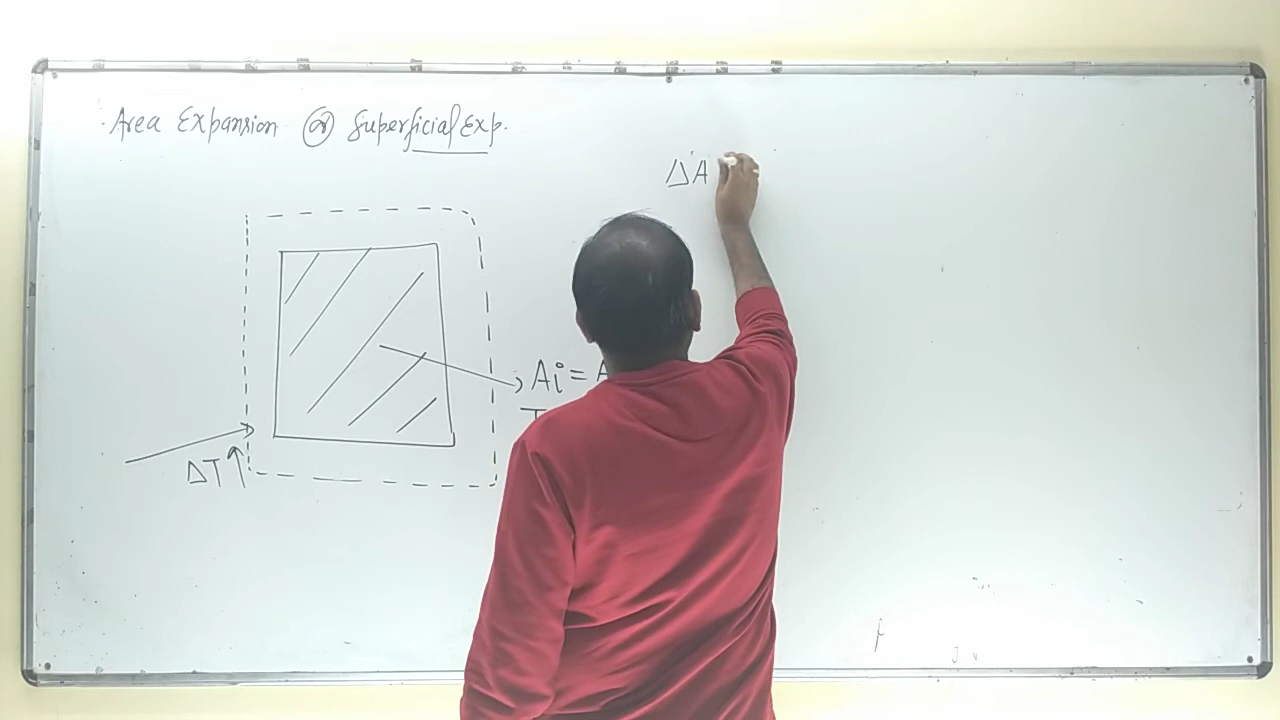 Area Expansion or Superficial Exp.
ΔA
Ai = A
T
ΔT↑